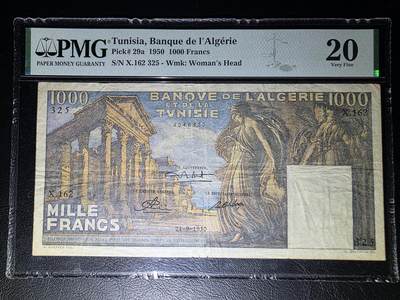 PMG
PAPER MONEY GUARANTY
Tunisia, Banque de l'Algérie
Pick# 29a 1950 1000 Francs
S/N X.162 325 - Wmk: Woman's Head
20
Very Fine
1000
BANQUE DE L'ALGERIE
ET DE LA
TVNISIE
1000
325
X.162
X.162
MILLE
FRANCS
325